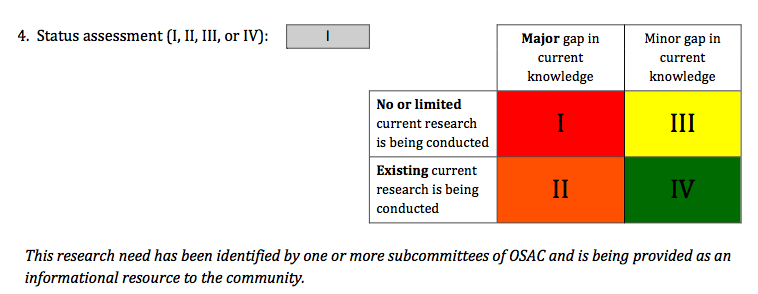 4. Status assessment (I, II, III, or IV): I
Major gap in
current
knowledge
Minor gap in
current
knowledge
No or limited
current research
is being conducted
I
III
Existing current
research is being
conducted
II
IV
This research need has been identified by one or more subcommittees of OSAC and is being provided as an
informational resource to the community.